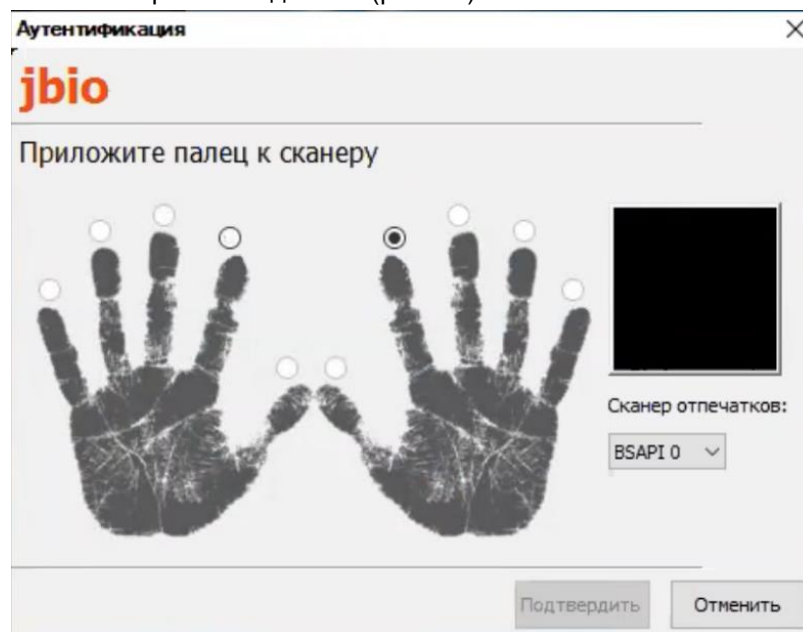 Аутентификация
jbio
Приложите палец к сканеру
Сканер отпечатков:
BSAPI 0
Подтвердить
Отменить